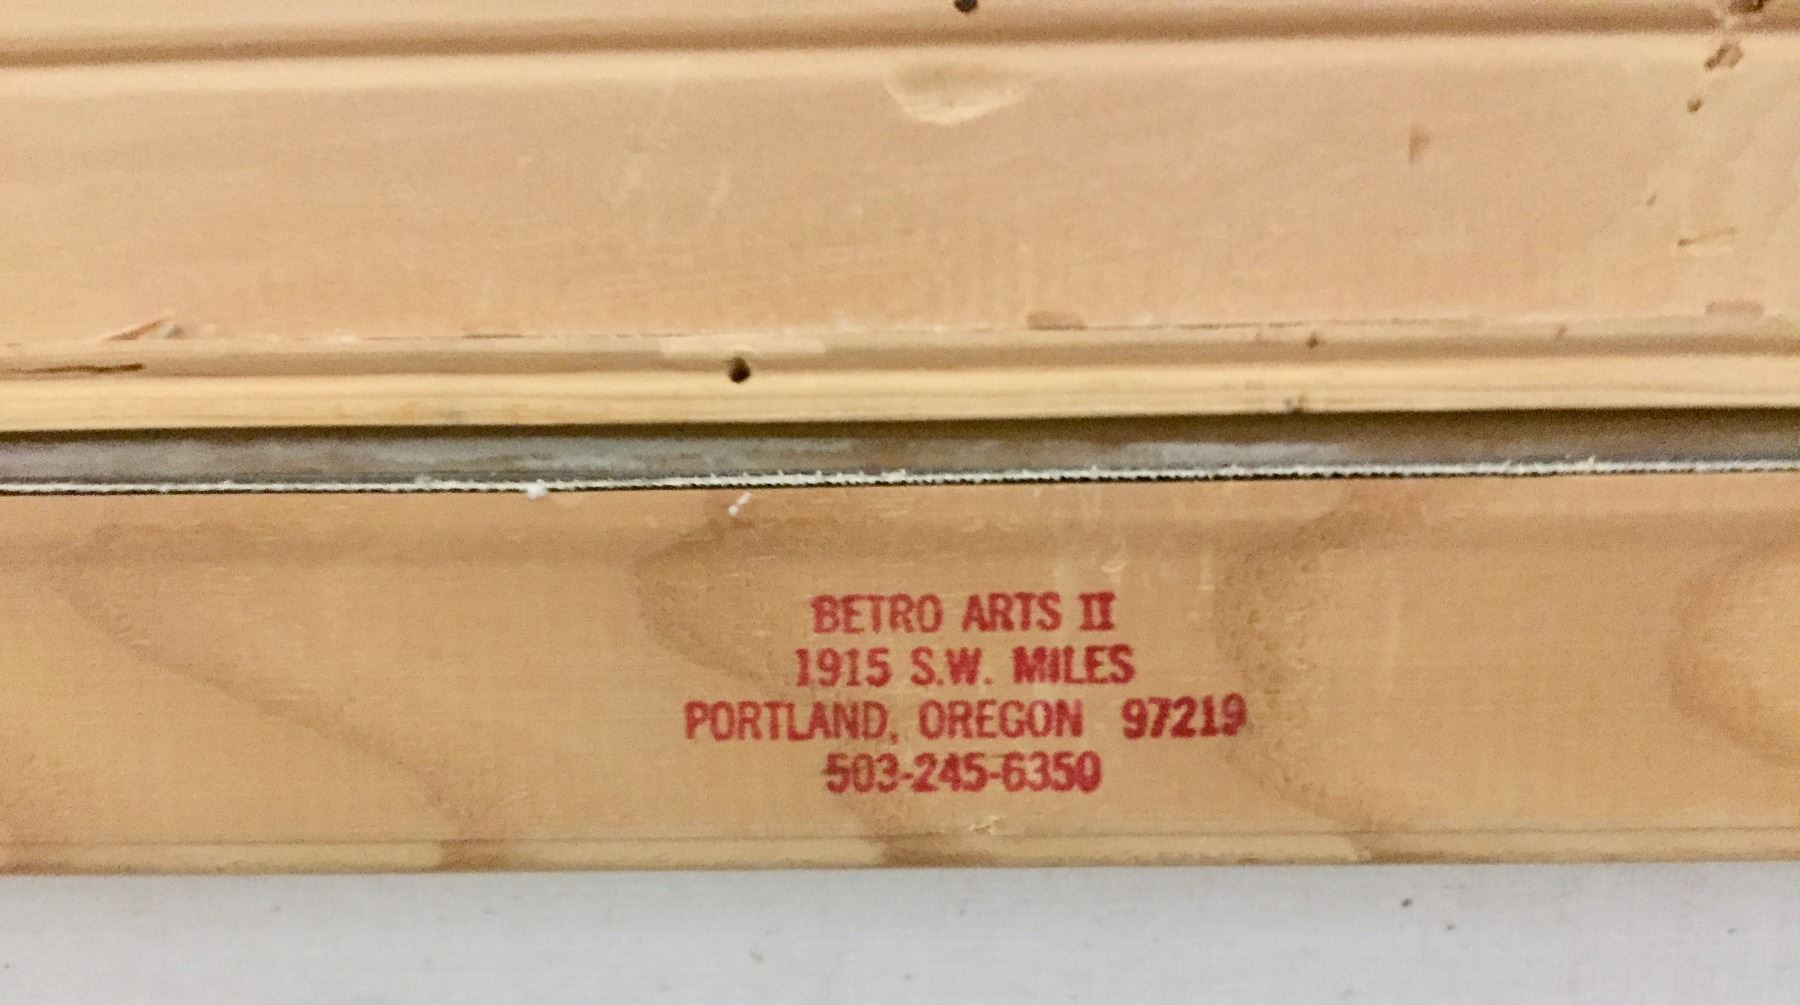 BETRO ARTS II
1915 S.W. MILES
PORTLAND, OREGON 97219
503-245-6350